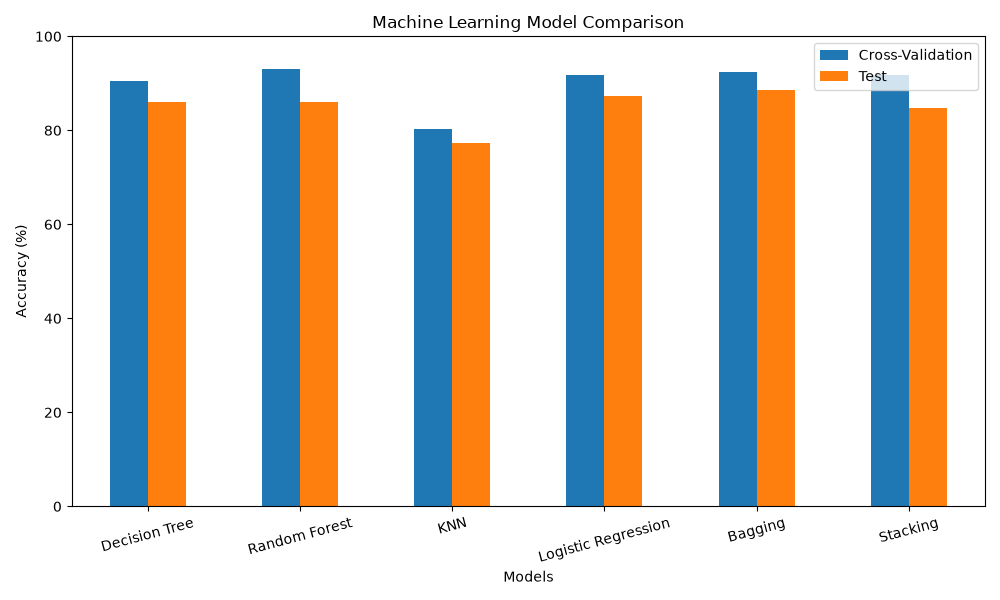 Machine Learning Model Comparison
Cross-Validation
Test
Accuracy (%)
100
80
60
40
20
0
Decision Tree
Random Forest
KNN
Logistic Regression
Bagging
Stacking
Models